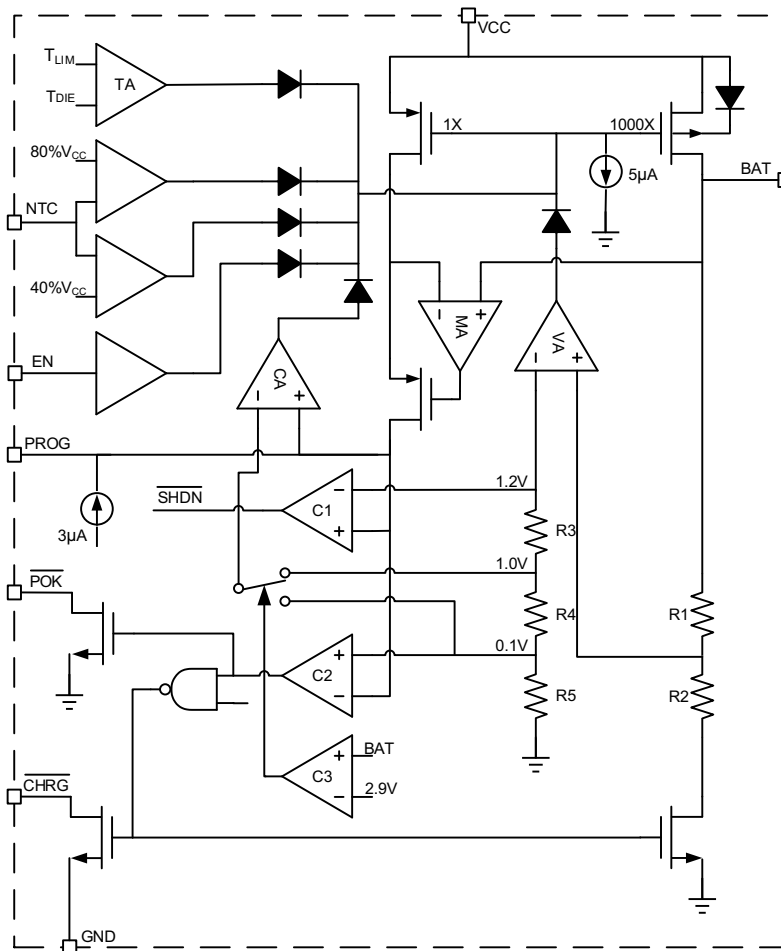 VCC
TLIM
TDIE
TA
1X
1000X
80%VCC
5µA
BAT
NTC
40%VCC
MA
- +
VA
- +
EN
CA
- +
PROG
SHDN
C1
-
+
1.2V
3µA
R3
1.0V
POK
R4
R1
0.1V
C2
+
-
R5
R2
C3
+
-
BAT
2.9V
CHRG
GND